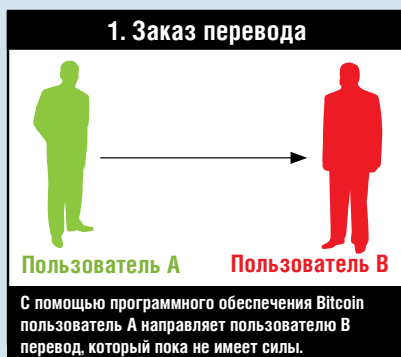 1. Заказ перевода
Пользователь A
Пользователь B
С помощью программного обеспечения Bitcoin
пользователь A направляет пользователю B
перевод, который пока не имеет силы.